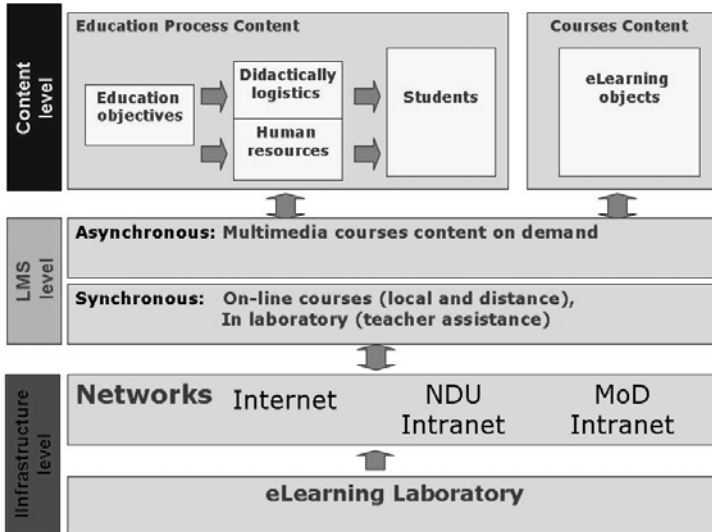 Content
level
Education Process Content
Education
objectives
Didactically
logistics
Human
resources
Students
Courses Content
eLearning
objects
LMS
level
Asynchronous: Multimedia courses content on demand
Synchronous: On-line courses (local and distance),
In laboratory (teacher assistance)
IInfrastructure
level
Networks
Internet
NDU
Intranet
MoD
Intranet
eLearning Laboratory